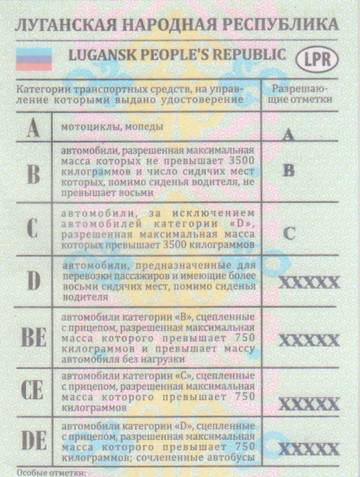 ЛУГАНСКАЯ НАРОДНАЯ РЕСПУБЛИКА
LUGANSK PEOPLE'S REPUBLIC LPR
Категории транспортных средств, на управ-
ление которыми выдано удостоверение
Разрешаю-
щие отметки
A мотоциклы, мопеды A
автомобили, разрешенная максимальная
масса которых не превышает 3500
B килограммов и число сидячих мест B
которых, помимо сиденья водителя, не
превышает восьми
автомобили, за исключением
C автомобилей категории «D», C
разрешенная максимальная масса
которых превышает 3500 килограммов
автомобили, предназначенные для
D перевозки пассажиров и имеющие более XXXXX
восьми сидячих мест, помимо сиденья
водителя
автомобили категории «B», сцепленные
BE с прицепом, разрешенная максимальная XXXXX
масса которого превышает 750
килограммов и превышает массу
автомобиля без нагрузки
автомобили категории «C», сцепленные
CE с прицепом, разрешенная максимальная XXXXX
масса которого превышает 750
килограммов
автомобили категории «D», сцепленные
DE с прицепом, разрешенная максимальная XXXXX
масса которого превышает 750
килограммов; сочлененные автобусы
Особые отметки: